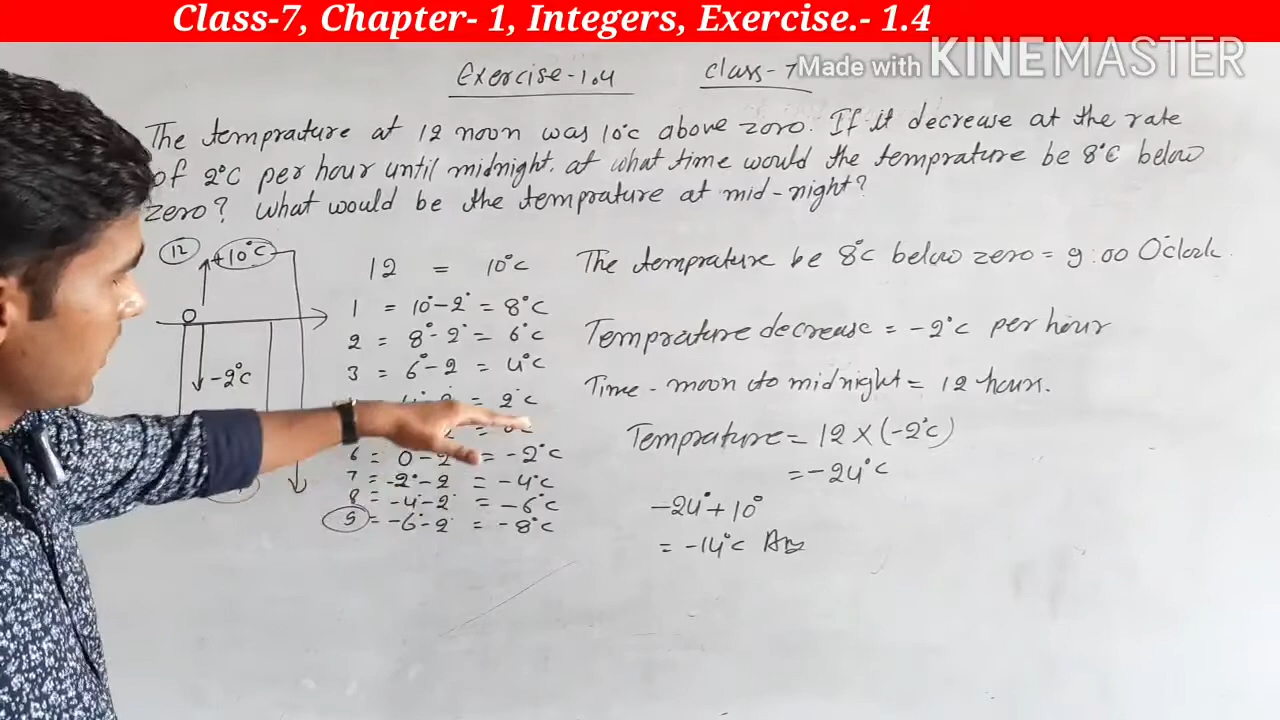 Class-7, Chapter- 1, Integers, Exercise.- 1.4
Made with KINEMASTER
Exercise-1.4 Class-7
The temprature at 12 noon was 10°c above zoro. If it decrease at the rate
of 2°C per hour until midnight. at what time would the temprature be 8°C below
zero? What would be the temprature at mid-night?
12 +10°C
0
-2°C
12 = 10°C
1 = 10°-2° = 8°C
2 = 8°-2° = 6°C
3 = 6°-2 = 4°C
= 2°C
6 = 0-2 = -2°C
7 = -2°-2 = -4°C
8 = -4-2° = -6°C
9 = -6°-2° = -8°C
The temprature be 8°C below zero = 9:00 O'clock.
Temprature decrease = -2°C per hour
Time - moon to midnight = 12 hours.
Temprature = 12 × (-2°C)
= -24°C
-24° + 10°
= -14°C Ans